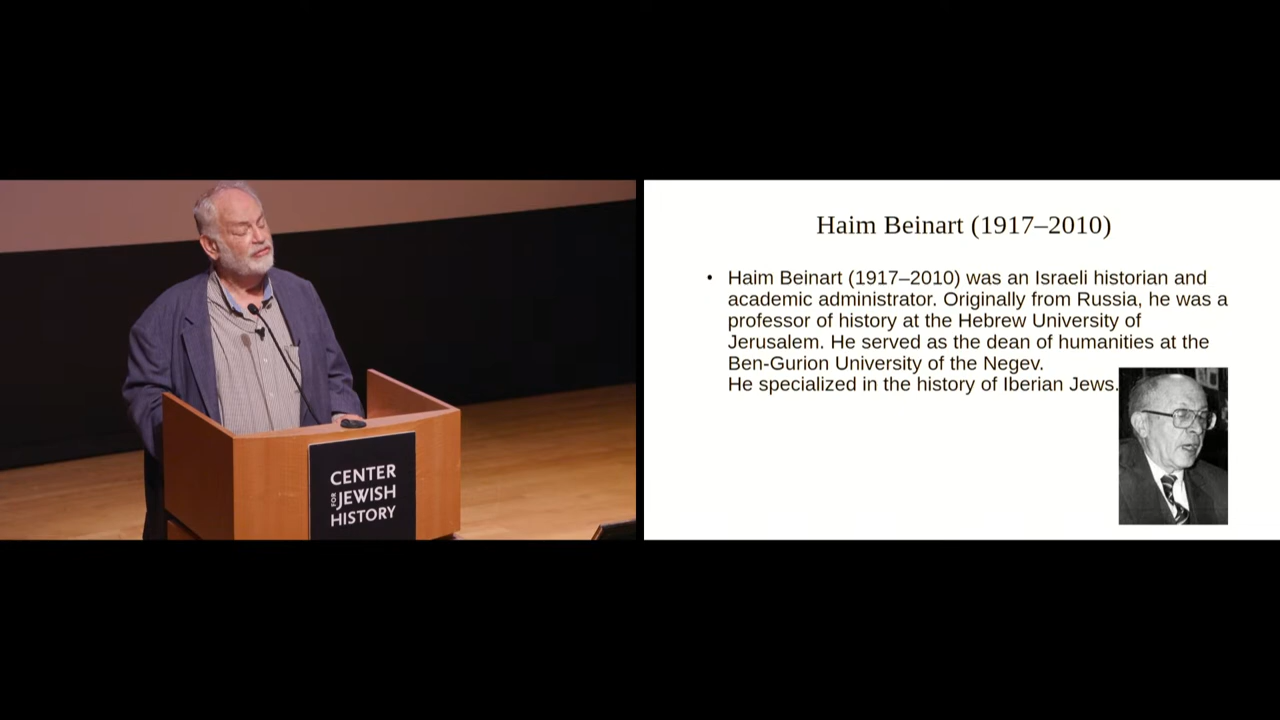 CENTER
FOR JEWISH
HISTORY
Haim Beinart (1917–2010)
• Haim Beinart (1917–2010) was an Israeli historian and
academic administrator. Originally from Russia, he was a
professor of history at the Hebrew University of
Jerusalem. He served as the dean of humanities at the
Ben-Gurion University of the Negev.
He specialized in the history of Iberian Jews.